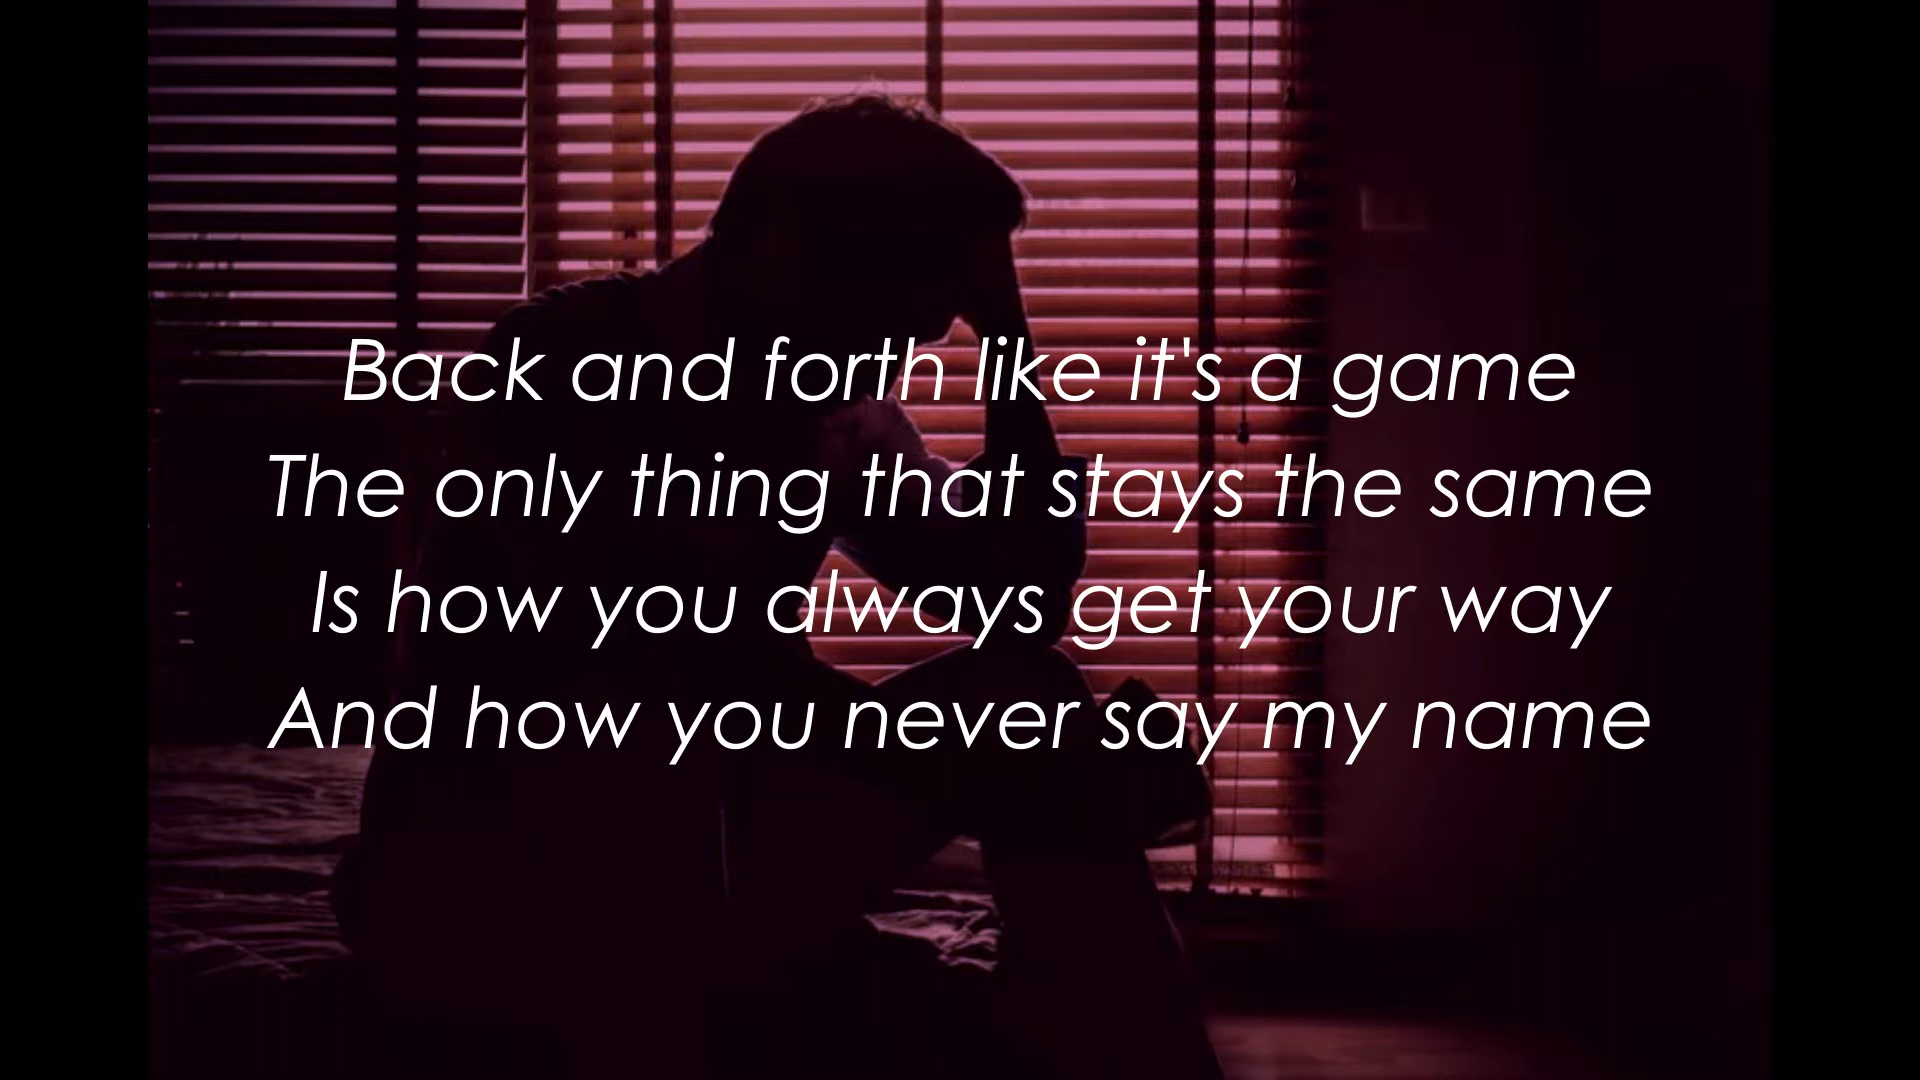 Back and forth like it's a game
The only thing that stays the same
Is how you always get your way
And how you never say my name